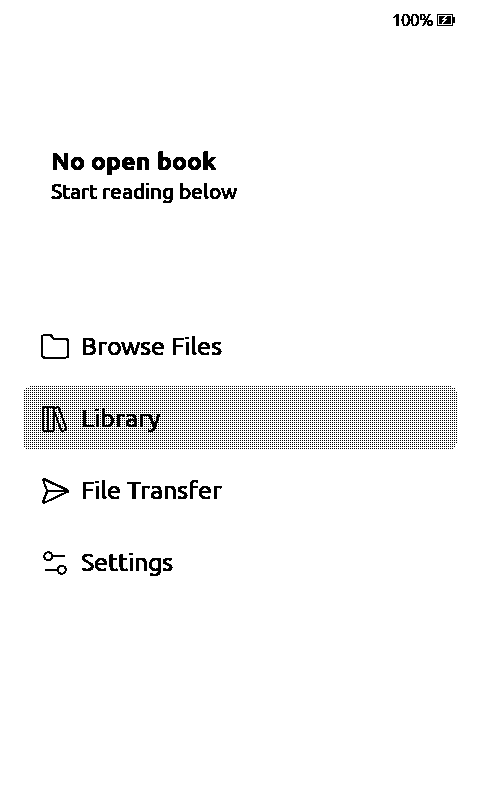 100%
No open book
Start reading below
Browse Files
Library
File Transfer
Settings